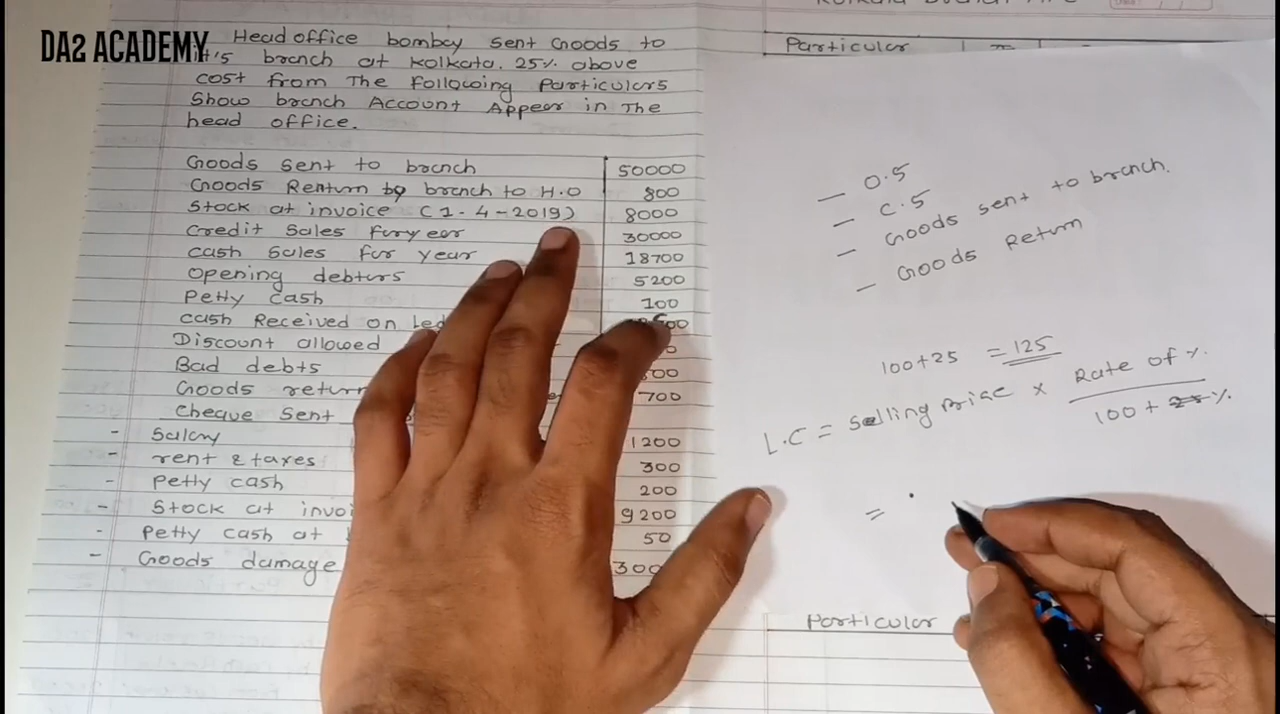 DA2 ACADEMY
Head office bombay sent Goods to
it's branch at Kolkata. 25% above
cost from The following Particulars
Show branch Account Appear in The
head office.
Goods sent to branch 50000
Goods Renturn by branch to H.O 800
Stock at invoice (1-4-2019) 8000
Credit Sales for year 30000
cash Sales for year 18700
opening debtors 5200
Petty cash 100
cash Received on Led
Discount allowed
Bad debts
Goods return 700
cheque Sent
- Salary 1200
- rent & taxes 300
- Petty cash 200
- Stock at invoi 9200
- Petty cash at 50
- Goods damage 300
Particular
- O.S
- C.S
- Goods sent to branch.
- Goods Return
100+25 = 125
L.C = Selling Price × Rate of %. / 100 + %.
=
Particular